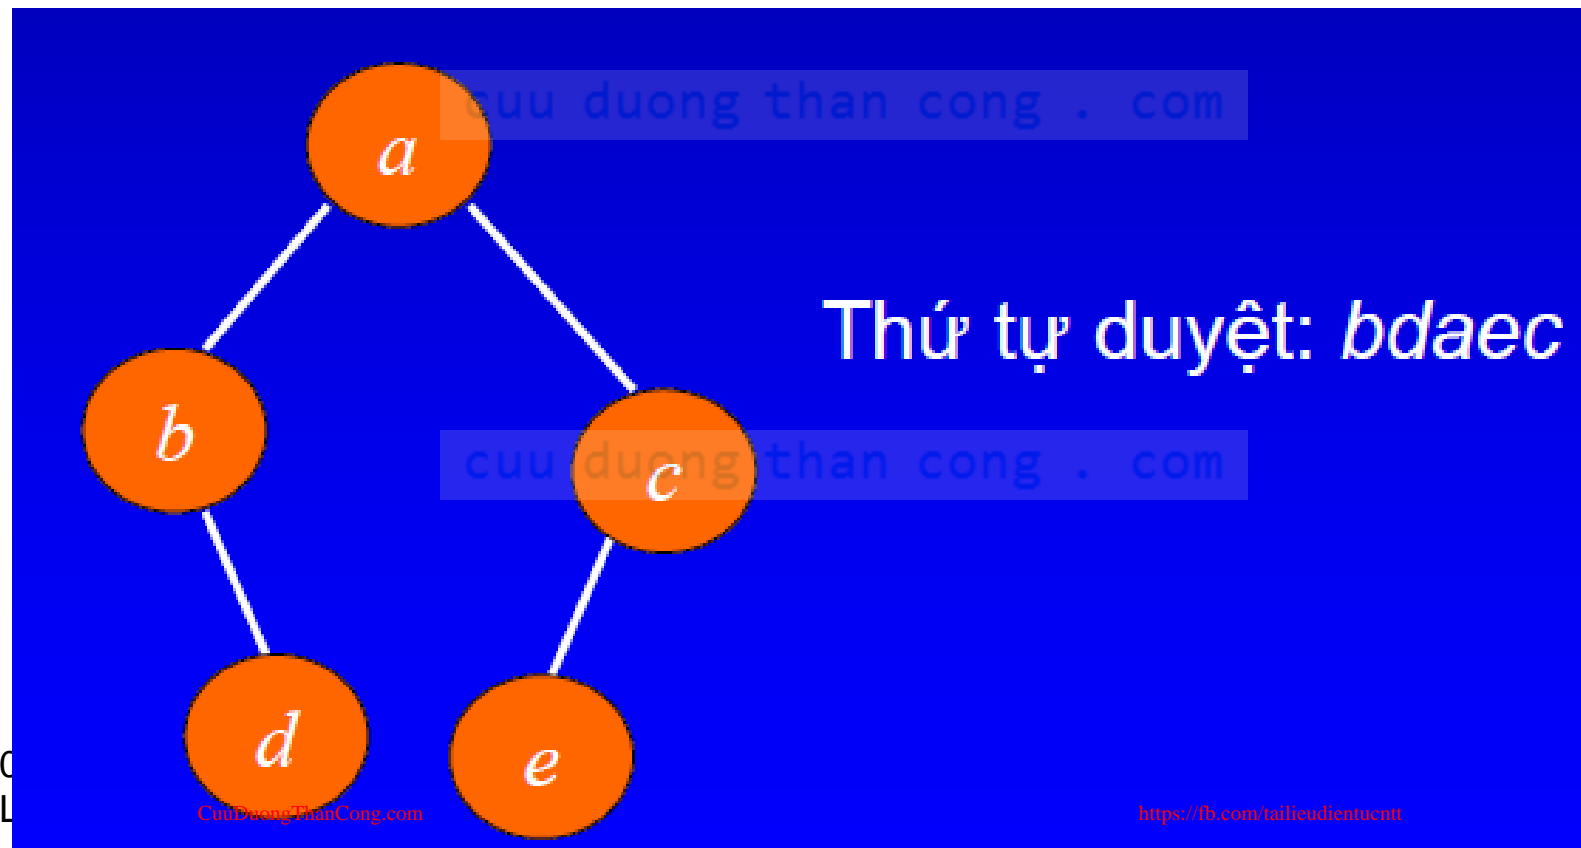 cuu duong than cong . com
a
Thứ tự duyệt: bdaec
b
cuu duong than cong . com
c
d
e
CuuDuongThanCong.com
https://fb.com/tailieudientucntt